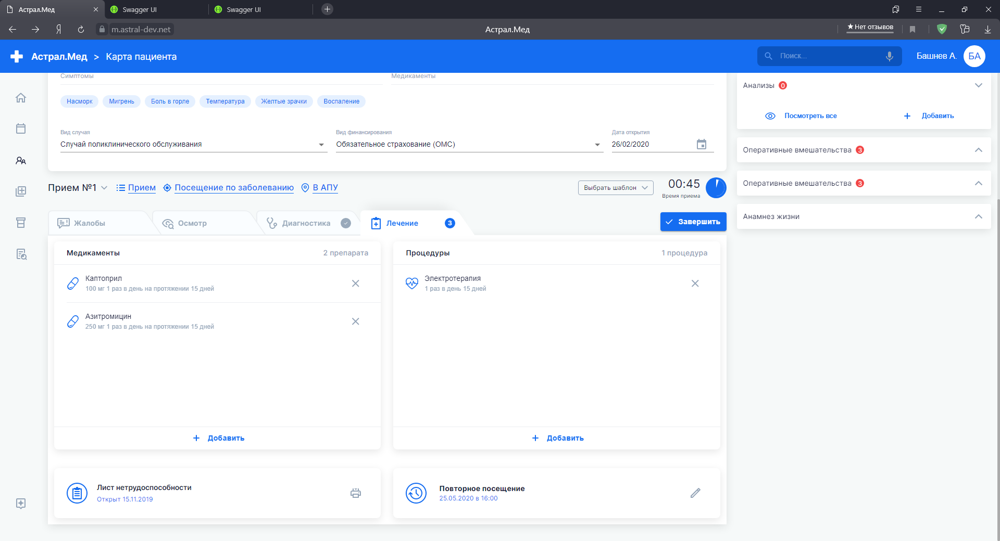 Астрал.Мед
Swagger UI
Swagger UI
m.astral-dev.net
Астрал.Мед
★ Нет отзывов
Астрал.Мед > Карта пациента
Поиск...
Башнев А.
БА
Симптомы
Медикаменты
Насморк
Мигрень
Боль в горле
Температура
Желтые зрачки
Воспаление
Вид случая
Случай поликлинического обслуживания
Вид финансирования
Обязательное страхование (ОМС)
Дата открытия
26/02/2020
Прием №1
Прием
Посещение по заболеванию
В АПУ
Выбрать шаблон
00:45
Время приема
Жалобы
Осмотр
Диагностика
Лечение
3
Завершить
Медикаменты
2 препарата
Каптоприл
100 мг 1 раз в день на протяжении 15 дней
Азитромицин
250 мг 1 раз в день на протяжении 15 дней
+ Добавить
Процедуры
1 процедура
Электротерапия
1 раз в день 15 дней
+ Добавить
Лист нетрудоспособности
Открыт 15.11.2019
Повторное посещение
25.05.2020 в 16:00
Анализы 0
Посмотреть все
+ Добавить
Оперативные вмешательства 3
Оперативные вмешательства 3
Анамнез жизни